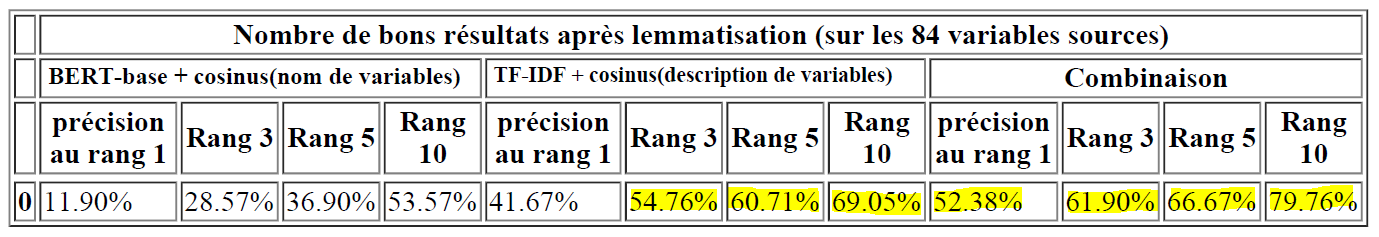 Nombre de bons résultats après lemmatisation (sur les 84 variables sources)
BERT-base + cosinus(nom de variables) TF-IDF + cosinus(description de variables) Combinaison
précision au rang 1 Rang 3 Rang 5 Rang 10 précision au rang 1 Rang 3 Rang 5 Rang 10 précision au rang 1 Rang 3 Rang 5 Rang 10
0 11.90% 28.57% 36.90% 53.57% 41.67% 54.76% 60.71% 69.05% 52.38% 61.90% 66.67% 79.76%